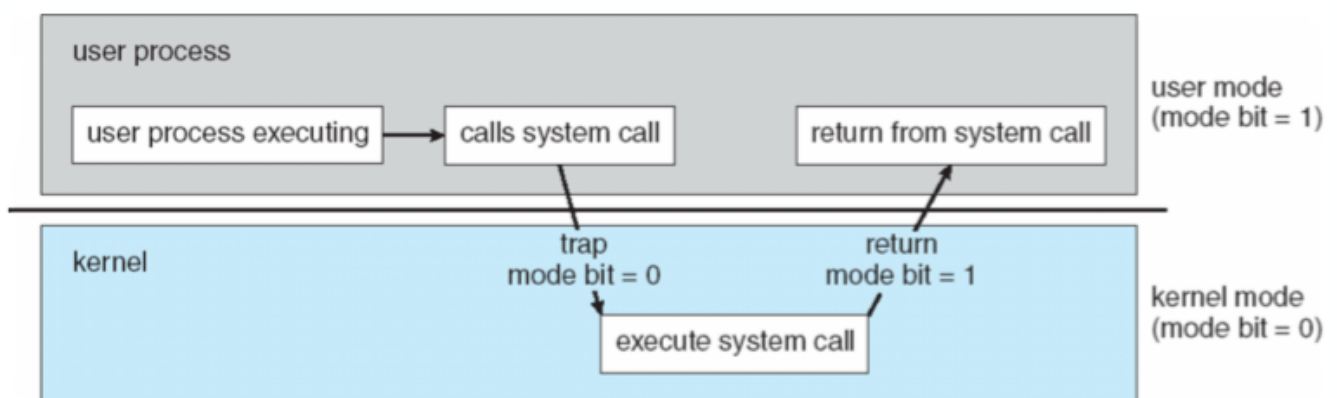 user process
user process executing
calls system call
return from system call
user mode
(mode bit = 1)
trap
mode bit = 0
return
mode bit = 1
kernel
execute system call
kernel mode
(mode bit = 0)